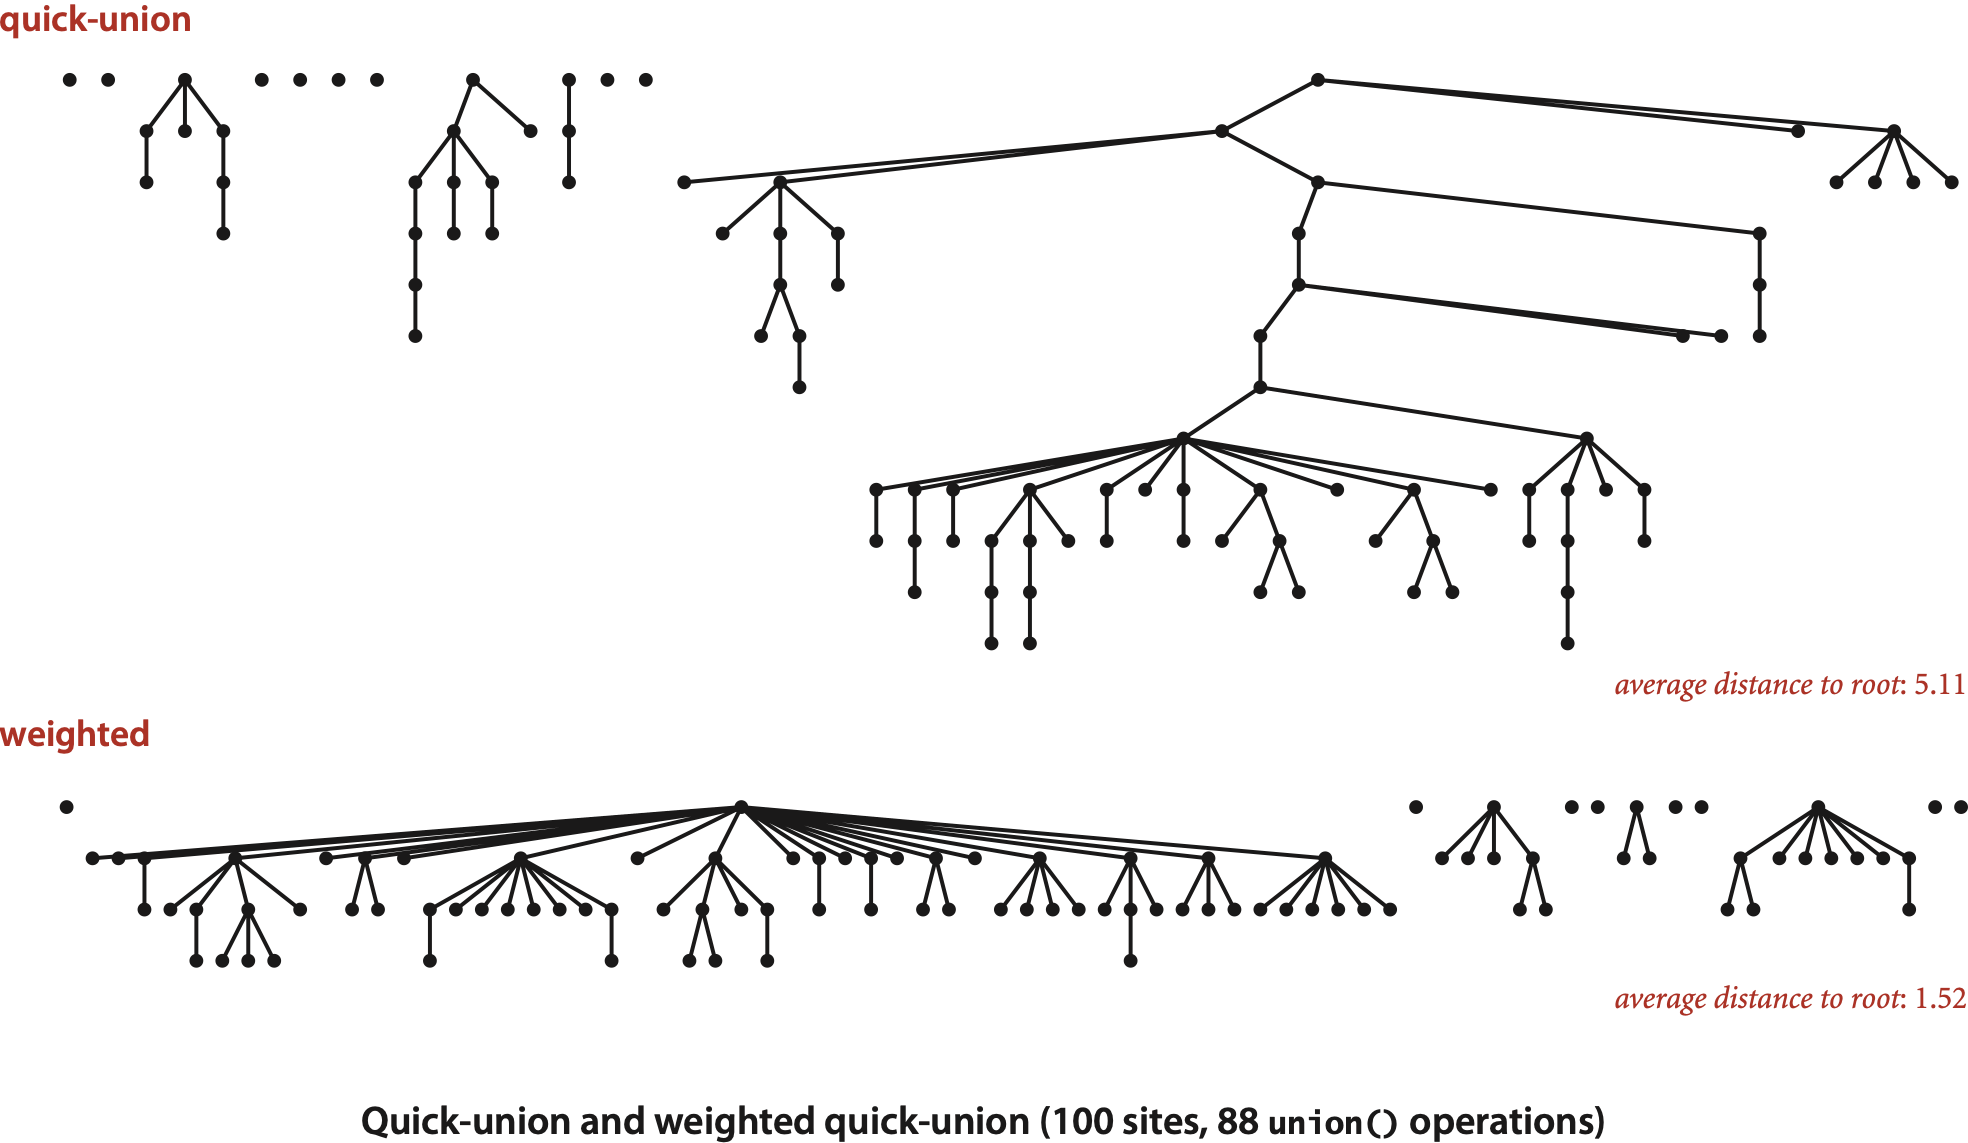 quick-union
average distance to root: 5.11
weighted
average distance to root: 1.52
Quick-union and weighted quick-union (100 sites, 88 union() operations)